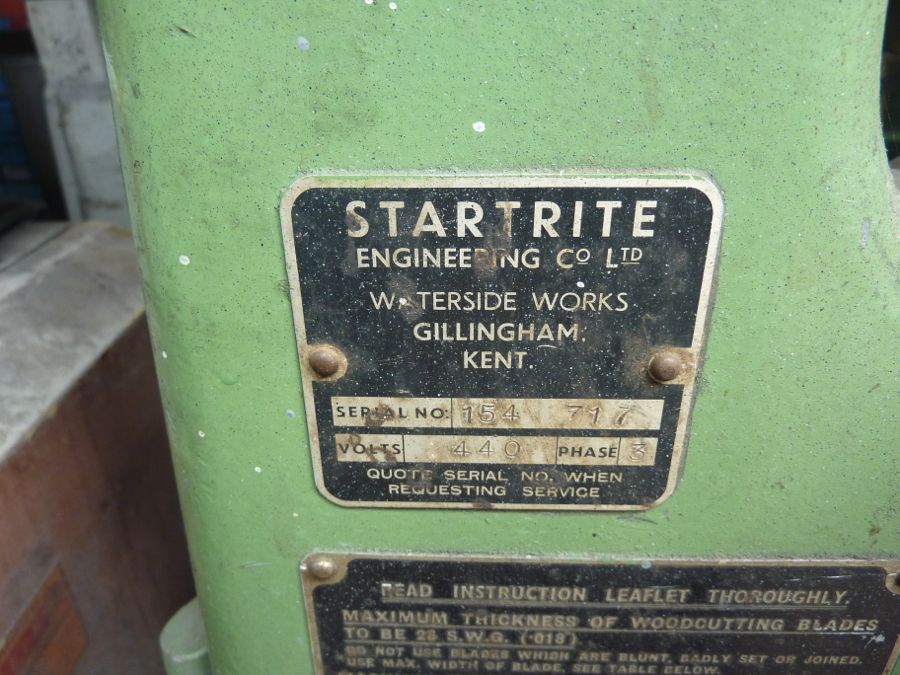 STARTRITE
ENGINEERING Cº LTD
WATERSIDE WORKS
GILLINGHAM.
KENT.
SERIAL NO: 154 717
VOLTS 440 PHASE 3
QUOTE SERIAL NO. WHEN
REQUESTING SERVICE
READ INSTRUCTION LEAFLET THOROUGHLY.
MAXIMUM THICKNESS OF WOODCUTTING BLADES
TO BE 28 S.W.G. (·018)
DO NOT USE BLADES WHICH ARE BLUNT, BADLY SET OR JOINED.
USE MAX. WIDTH OF BLADE, SEE TABLE BELOW.